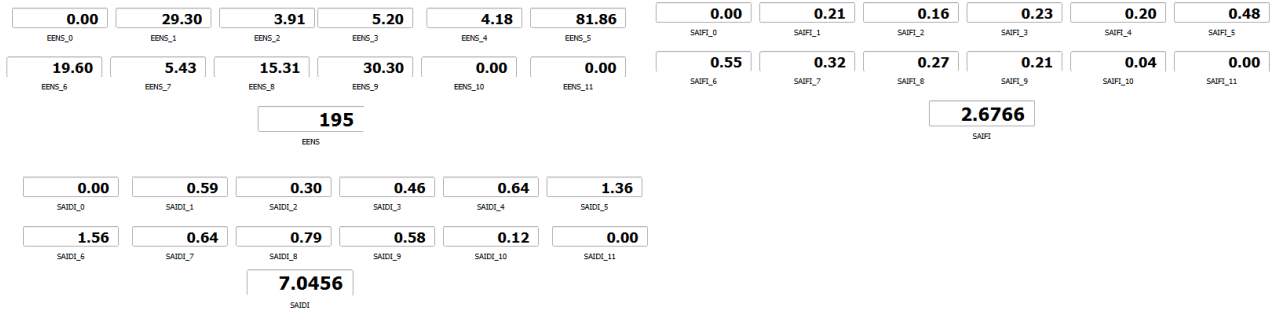 0.00 29.30 3.91 5.20 4.18 81.86
EENS_0 EENS_1 EENS_2 EENS_3 EENS_4 EENS_5
19.60 5.43 15.31 30.30 0.00 0.00
EENS_6 EENS_7 EENS_8 EENS_9 EENS_10 EENS_11
195
EENS
0.00 0.21 0.16 0.23 0.20 0.48
SAIFI_0 SAIFI_1 SAIFI_2 SAIFI_3 SAIFI_4 SAIFI_5
0.55 0.32 0.27 0.21 0.04 0.00
SAIFI_6 SAIFI_7 SAIFI_8 SAIFI_9 SAIFI_10 SAIFI_11
2.6766
SAIFI
0.00 0.59 0.30 0.46 0.64 1.36
SAIDI_0 SAIDI_1 SAIDI_2 SAIDI_3 SAIDI_4 SAIDI_5
1.56 0.64 0.79 0.58 0.12 0.00
SAIDI_6 SAIDI_7 SAIDI_8 SAIDI_9 SAIDI_10 SAIDI_11
7.0456
SAIDI